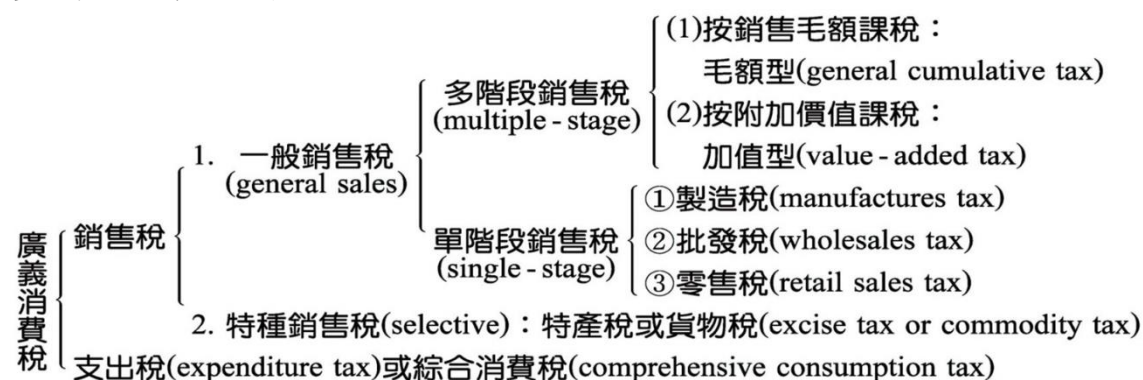 廣義消費稅
銷售稅
1. 一般銷售稅
(general sales)
多階段銷售稅
(multiple - stage)
(1)按銷售毛額課稅：
毛額型(general cumulative tax)
(2)按附加價值課稅：
加值型(value - added tax)
單階段銷售稅
(single - stage)
①製造稅(manufactures tax)
②批發稅(wholesales tax)
③零售稅(retail sales tax)
2. 特種銷售稅(selective)：特產稅或貨物稅(excise tax or commodity tax)
支出稅(expenditure tax)或綜合消費稅(comprehensive consumption tax)